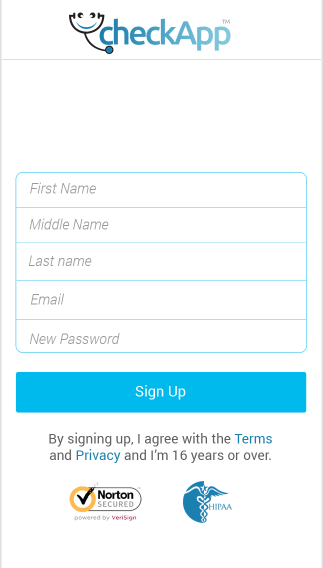 checkApp™
First Name
Middle Name
Last name
Email
New Password
Sign Up
By signing up, I agree with the Terms
and Privacy and I'm 16 years or over.
Norton
SECURED
powered by VeriSign
HIPAA